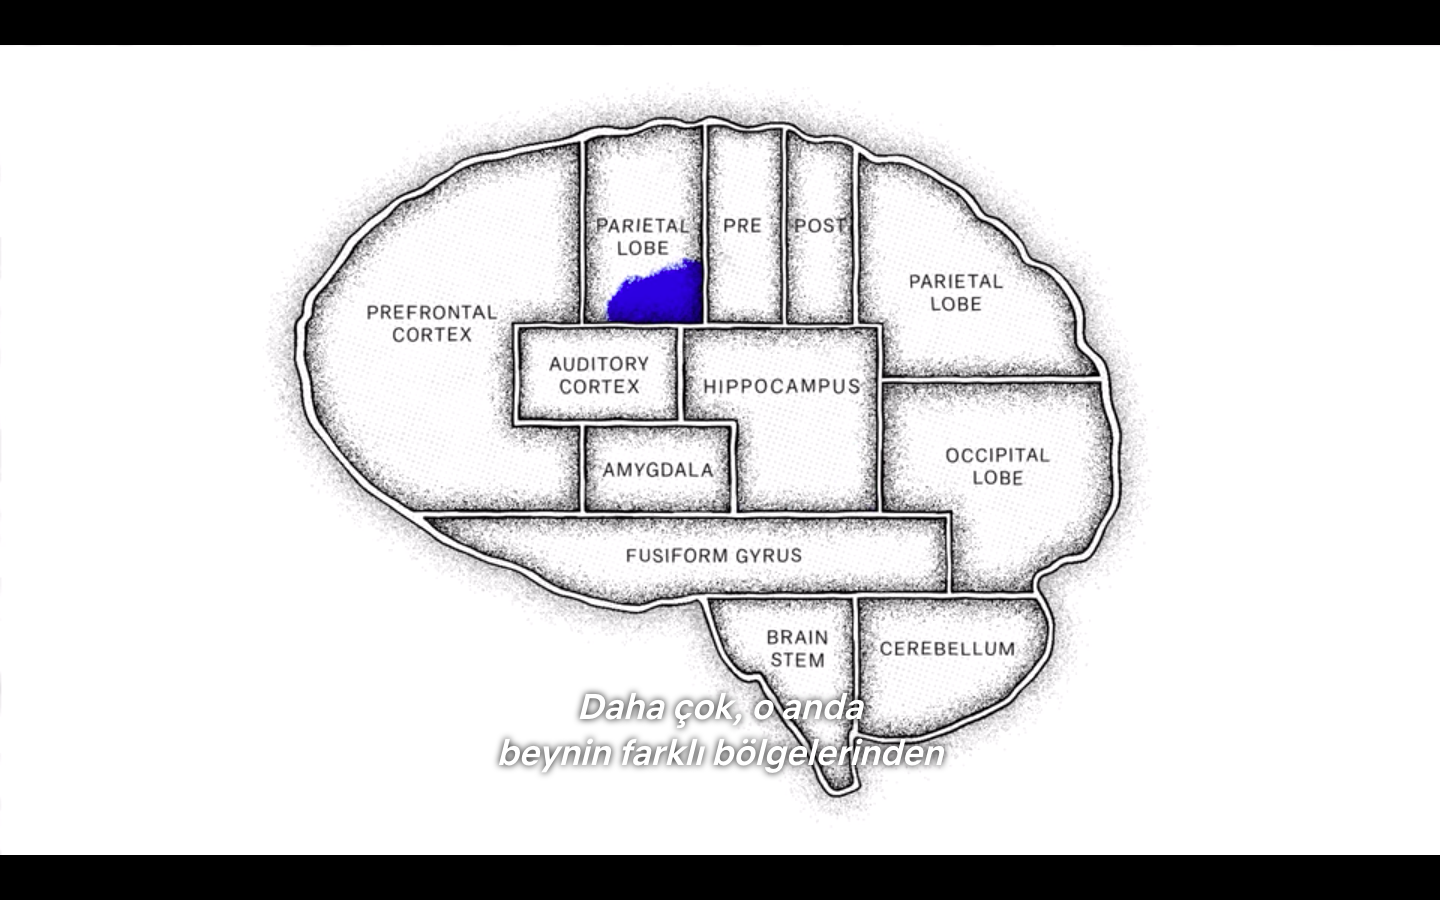 PARIETAL
LOBE
PRE
POST
PREFRONTAL
CORTEX
PARIETAL
LOBE
AUDITORY
CORTEX
HIPPOCAMPUS
AMYGDALA
OCCIPITAL
LOBE
FUSIFORM GYRUS
BRAIN
STEM
CEREBELLUM
Daha çok, o anda
beynin farklı bölgelerinden